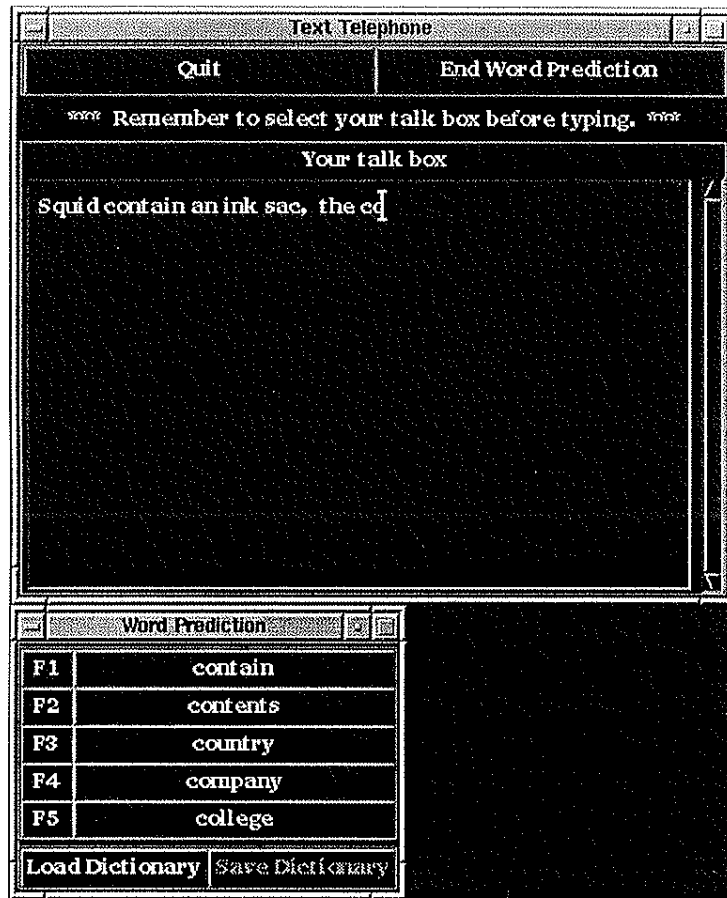 Text Telephone
Quit End Word Prediction
*** Remember to select your talk box before typing. ***
Your talk box
Squid contain an ink sac, the co
Word Prediction
F1 contain
F2 contents
F3 country
F4 company
F5 college
Load Dictionary Save Dictionary